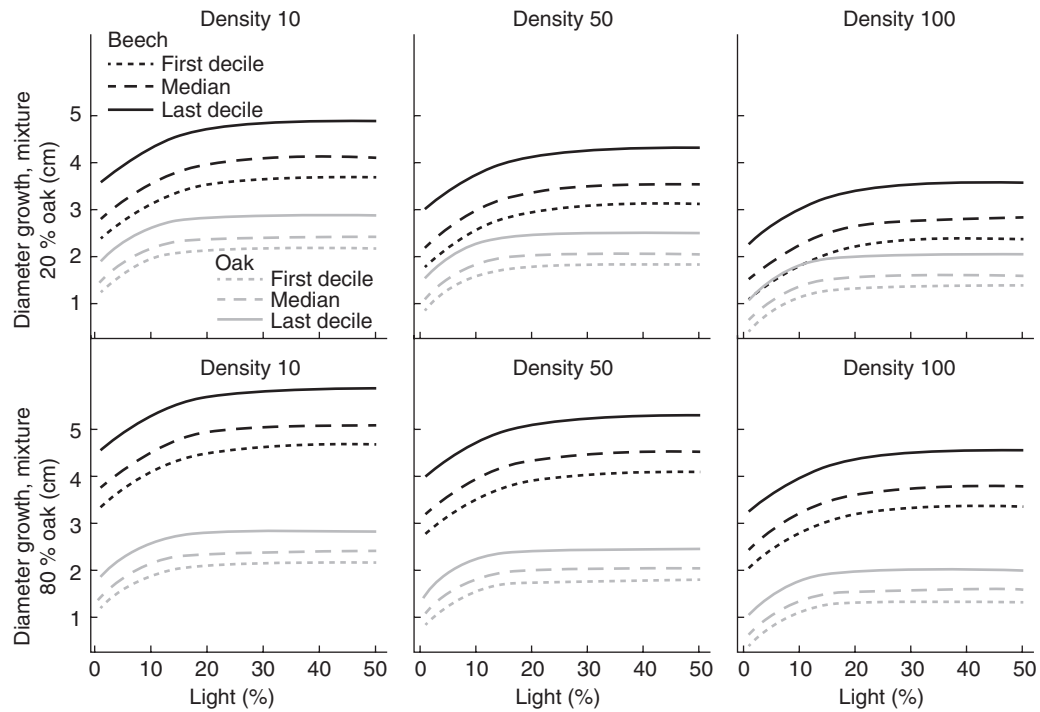 Density 10
Density 50
Density 100
Beech
First decile
Median
Last decile
Diameter growth, mixture
20 % oak (cm)
5
4
3
2
1
Oak
First decile
Median
Last decile
Density 10
Density 50
Density 100
Diameter growth, mixture
80 % oak (cm)
5
4
3
2
1
0 10 20 30 40 50
0 10 20 30 40 50
0 10 20 30 40 50
Light (%)
Light (%)
Light (%)